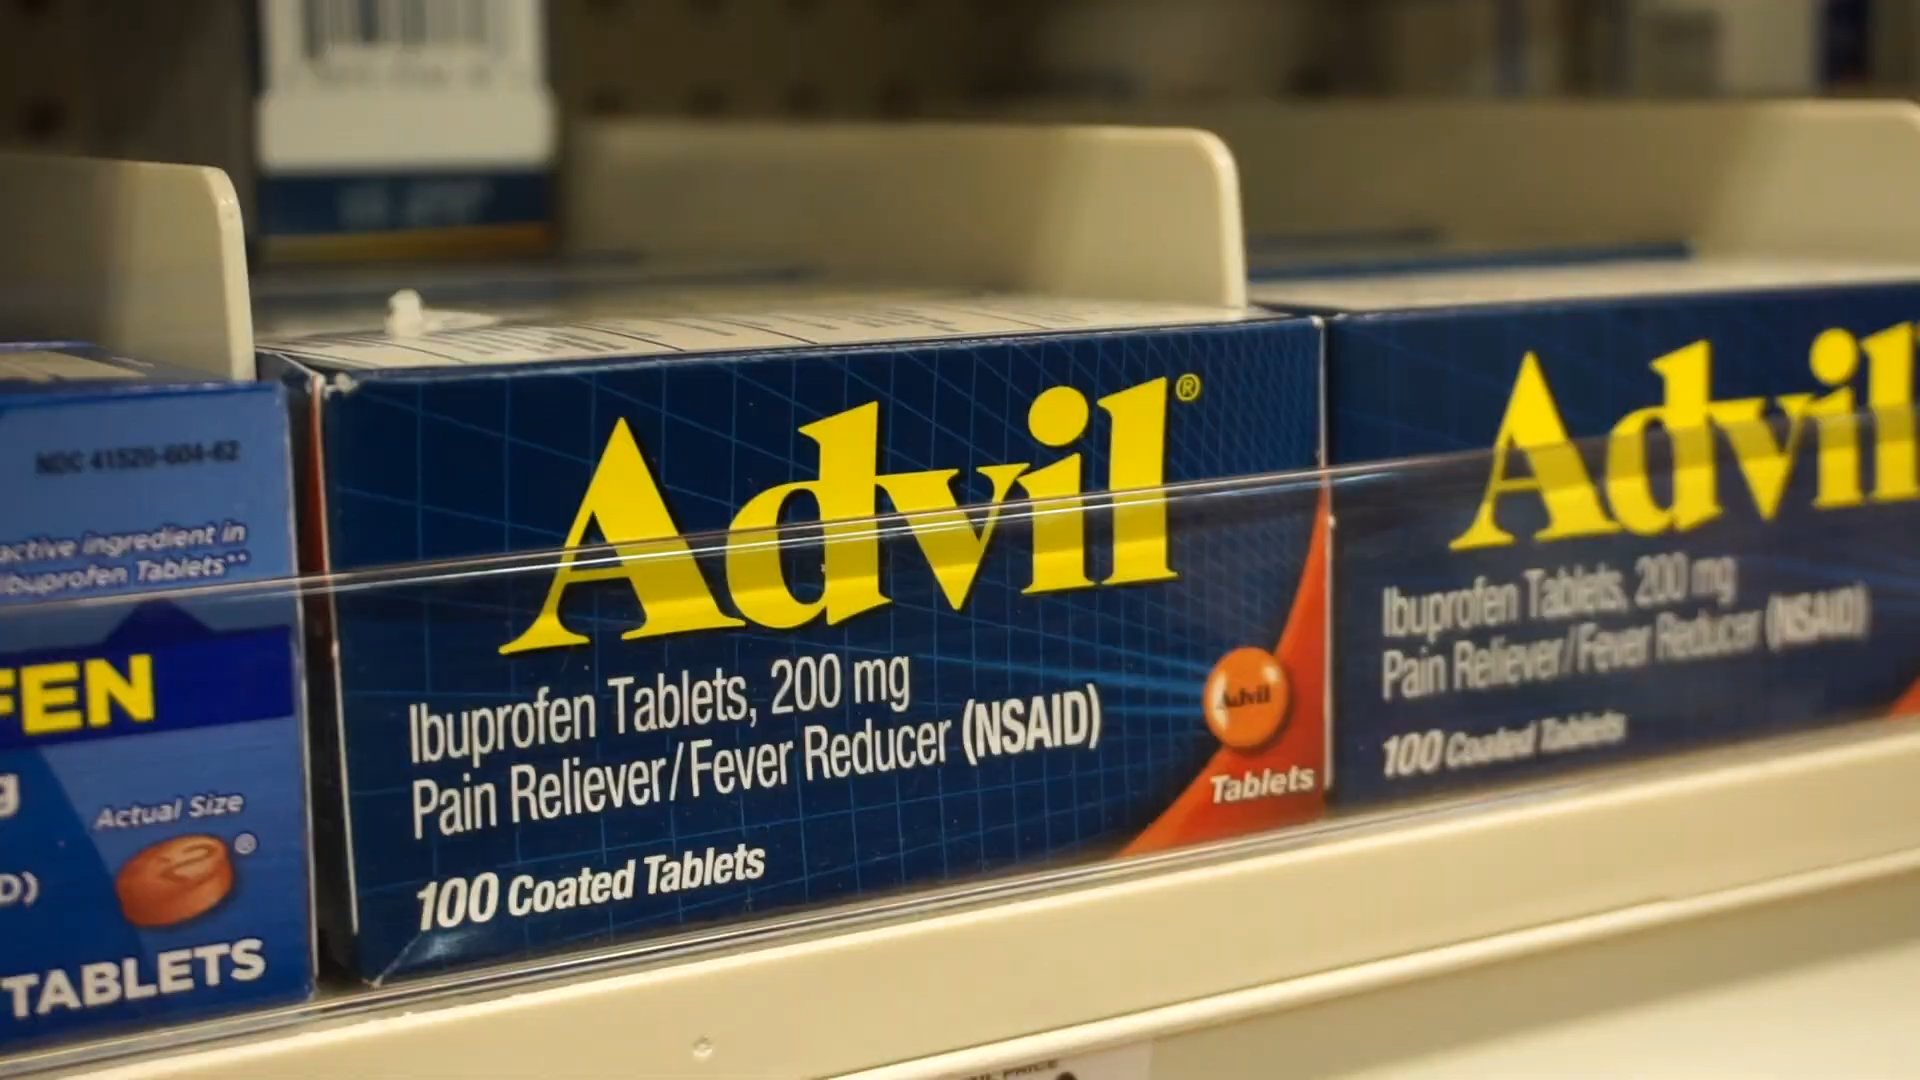 NDC 41520-604-62
active ingredient in
Ibuprofen Tablets**
FEN
g
Actual Size
®
D)
TABLETS
Advil®
Ibuprofen Tablets, 200 mg
Pain Reliever/Fever Reducer (NSAID)
100 Coated Tablets
Advil
Tablets
Advil
Ibuprofen Tablets, 200 mg
Pain Reliever/Fever Reducer (NSAID)
100 Coated Tablets
PRICE